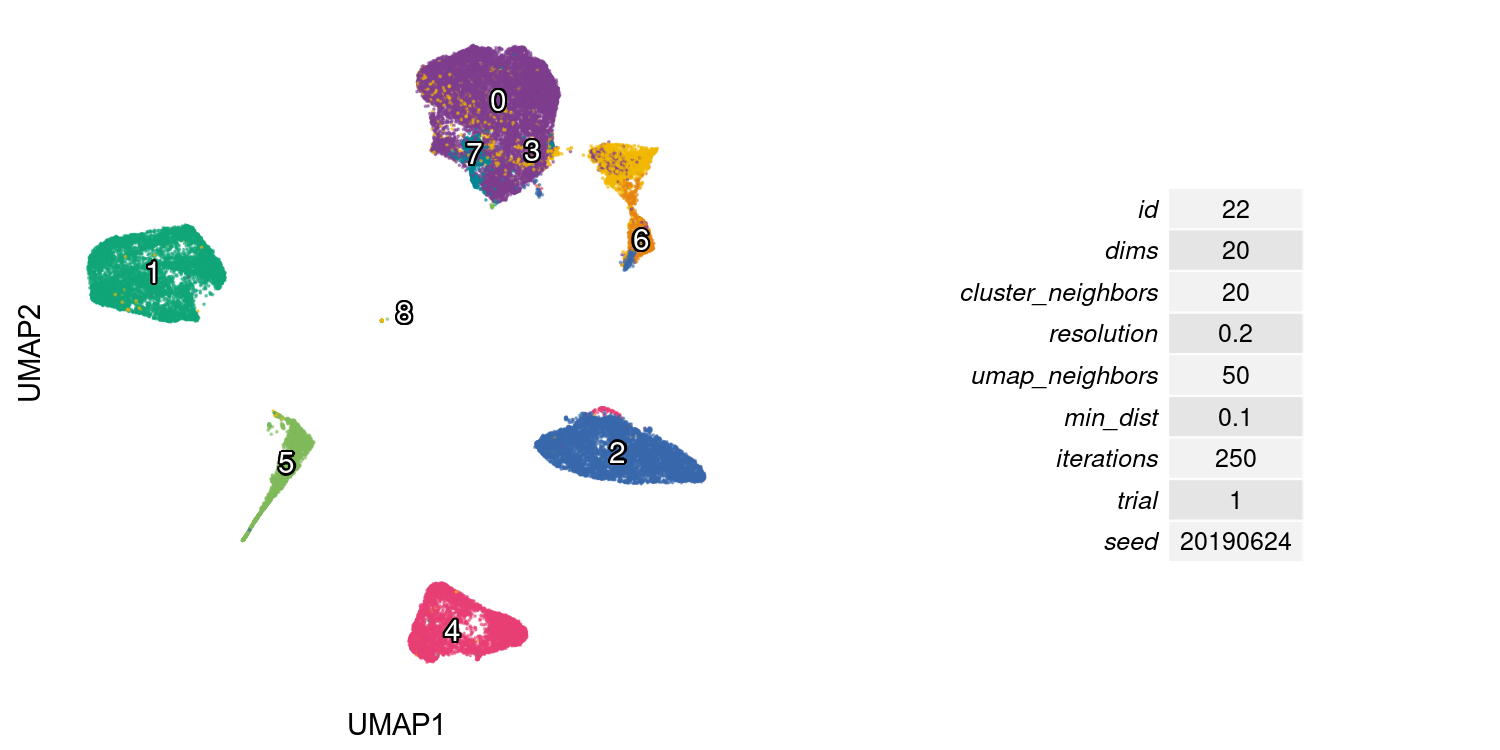 0
7 3
6
1
8
2
5
4
UMAP1
UMAP2
id 22
dims 20
cluster_neighbors 20
resolution 0.2
umap_neighbors 50
min_dist 0.1
iterations 250
trial 1
seed 20190624